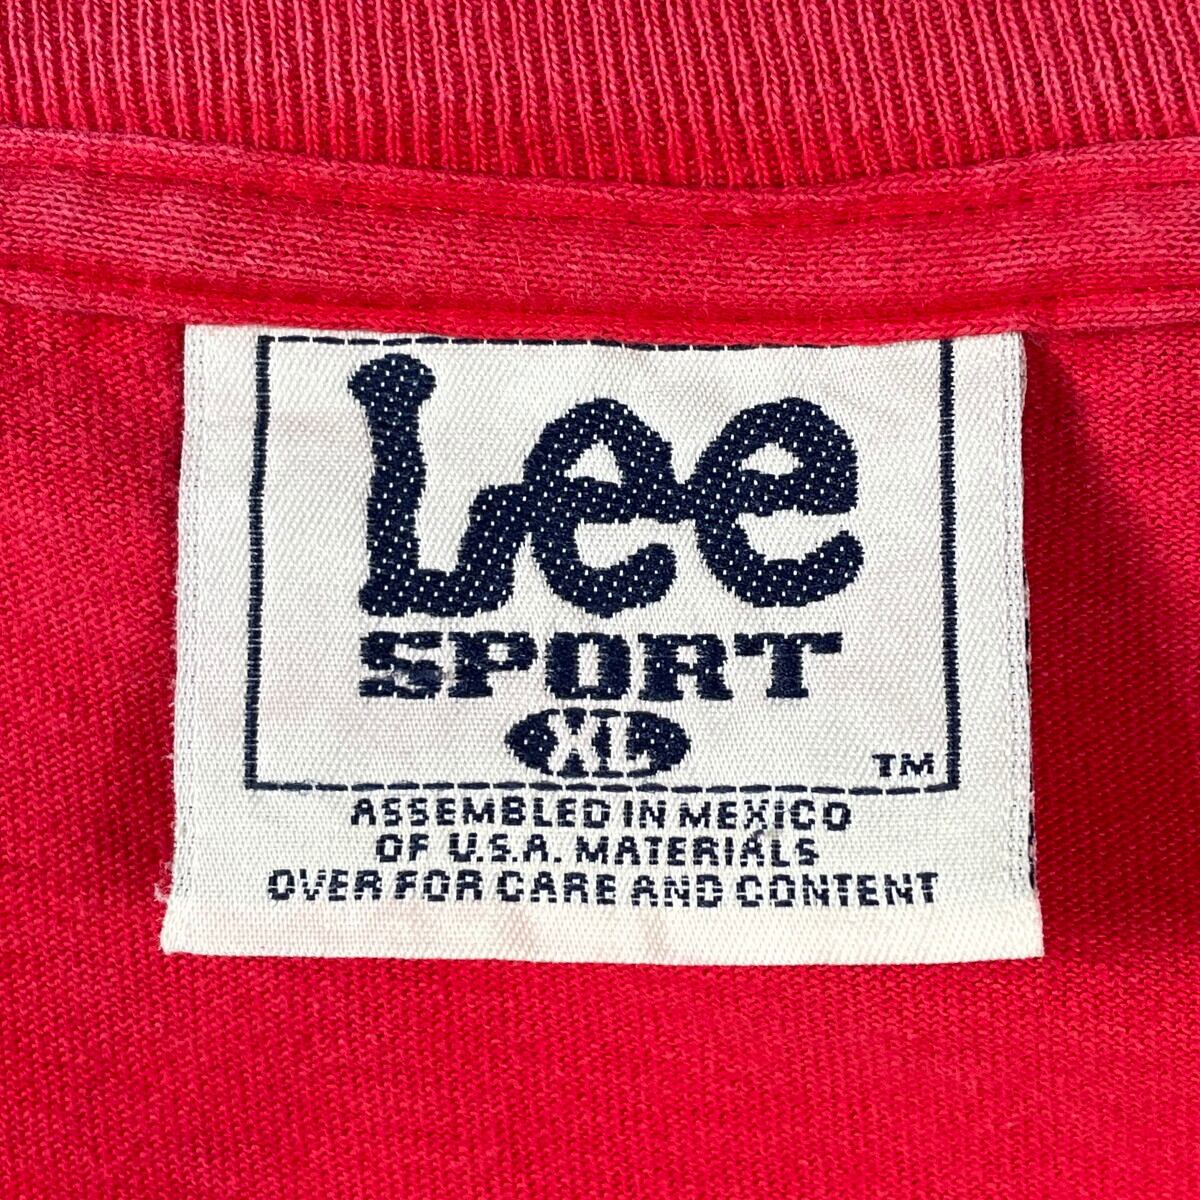 Lee
SPORT
XL
TM
ASSEMBLED IN MEXICO
OF U.S.A. MATERIALS
OVER FOR CARE AND CONTENT